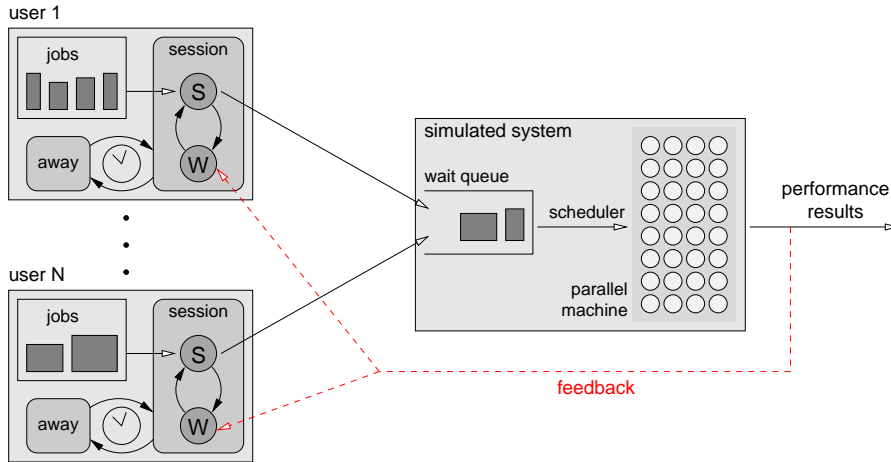 user 1
jobs
session
S
away
W
user N
jobs
session
S
away
W
simulated system
wait queue
scheduler
parallel
machine
performance
results
feedback